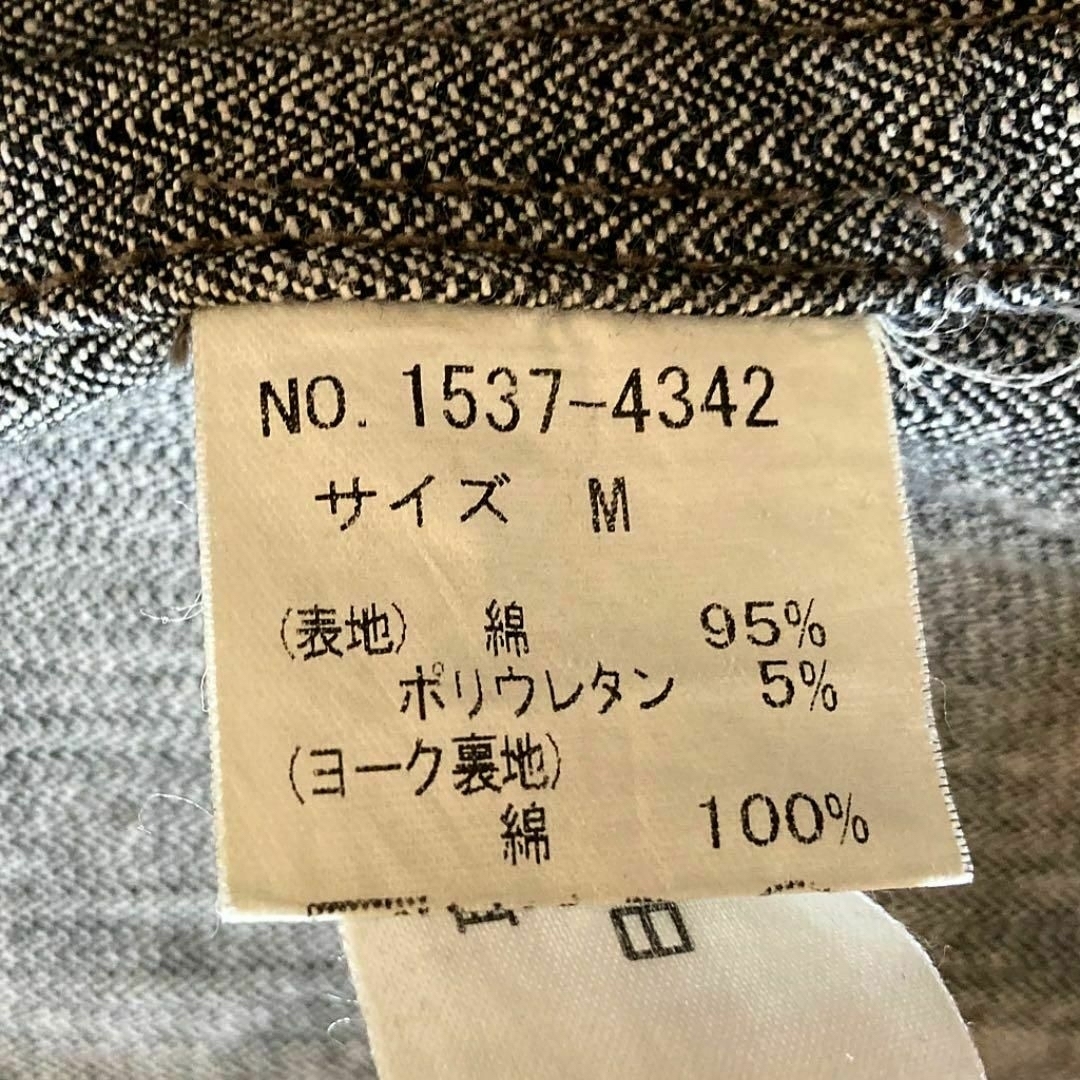 NO. 1537-4342
サイズ M
(表地) 綿 95%
ポリウレタン 5%
(ヨーク裏地)
綿 100%